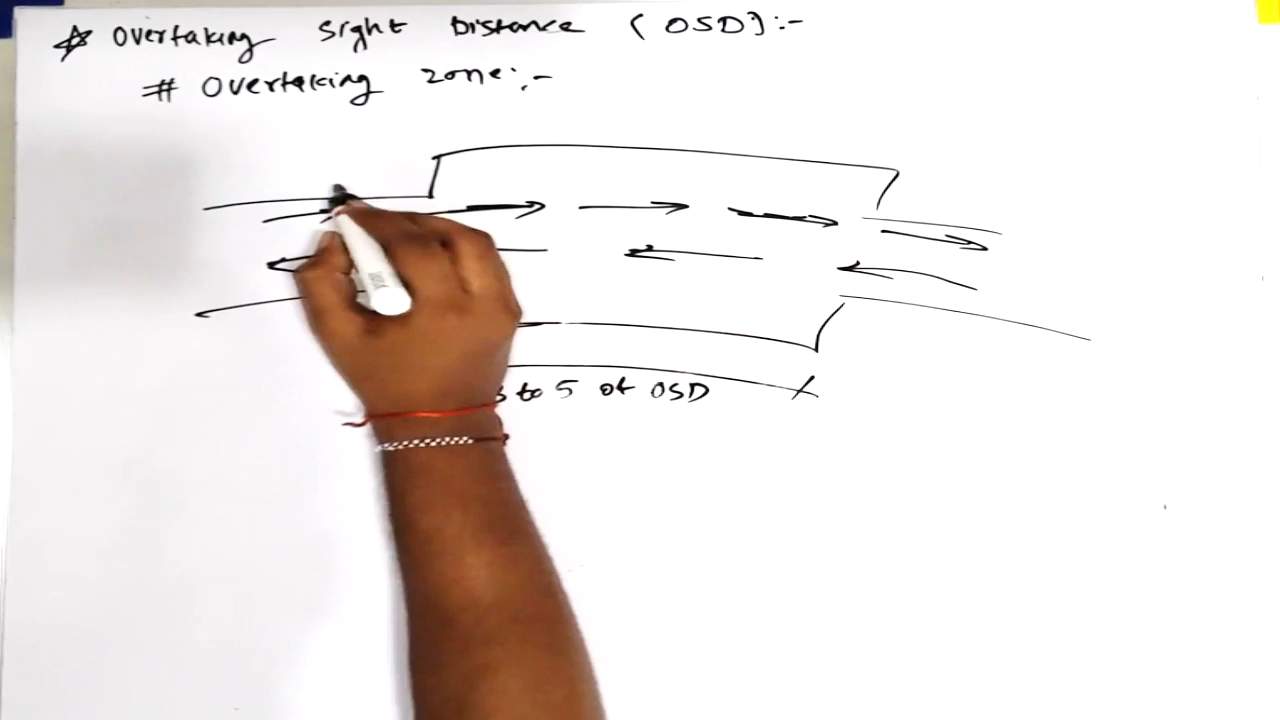 ☆ Overtaking Sight Distance (OSD):-
# Overtaking zone:-
to 5 of OSD